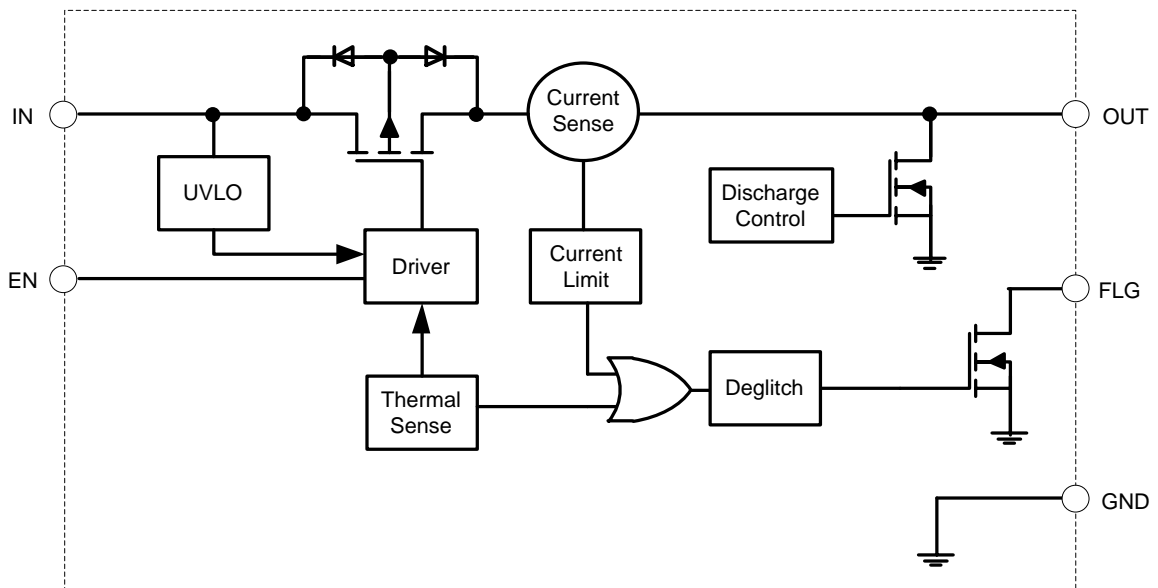 IN
OUT
EN
FLG
GND
UVLO
Driver
Thermal
Sense
Current
Sense
Current
Limit
Discharge
Control
Deglitch